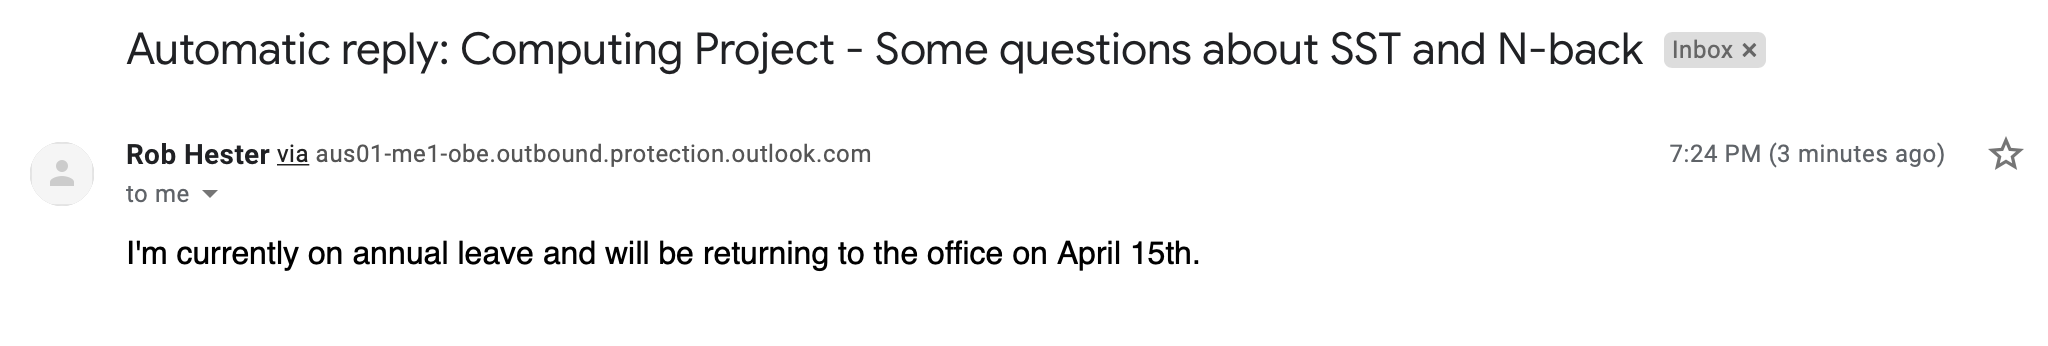 Automatic reply: Computing Project - Some questions about SST and N-back Inbox ×
Rob Hester via aus01-me1-obe.outbound.protection.outlook.com 7:24 PM (3 minutes ago)
to me
I'm currently on annual leave and will be returning to the office on April 15th.